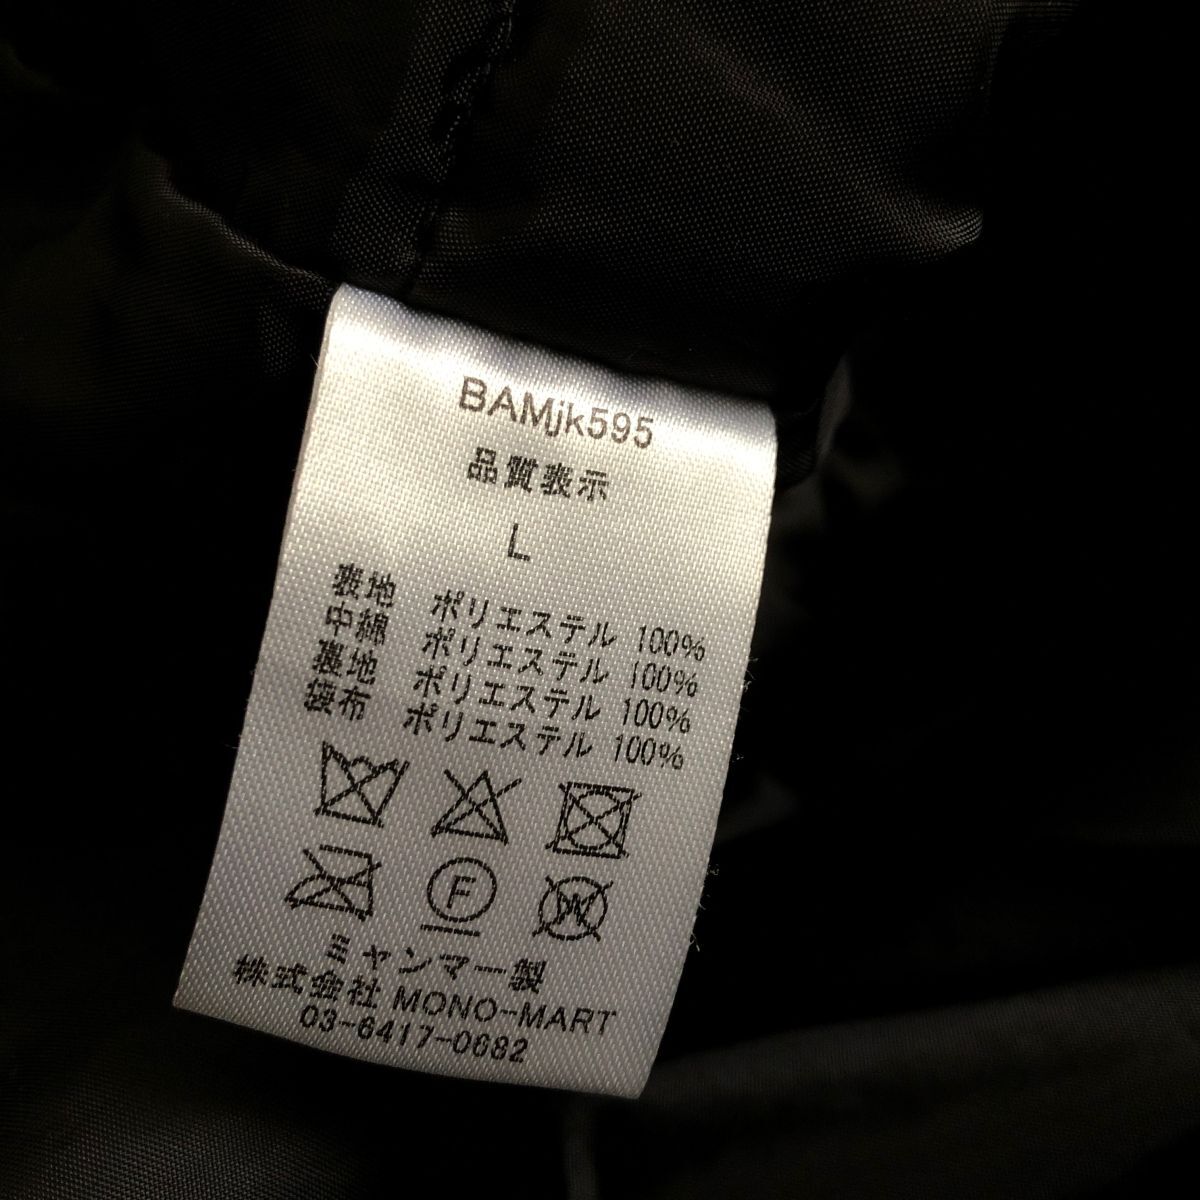 BAMjk595
品質表示
L
表地 ポリエステル 100%
中綿 ポリエステル 100%
裏地 ポリエステル 100%
袂布 ポリエステル 100%
F
W
ミャンマー製
株式会社 MONO-MART
03-6417-0682